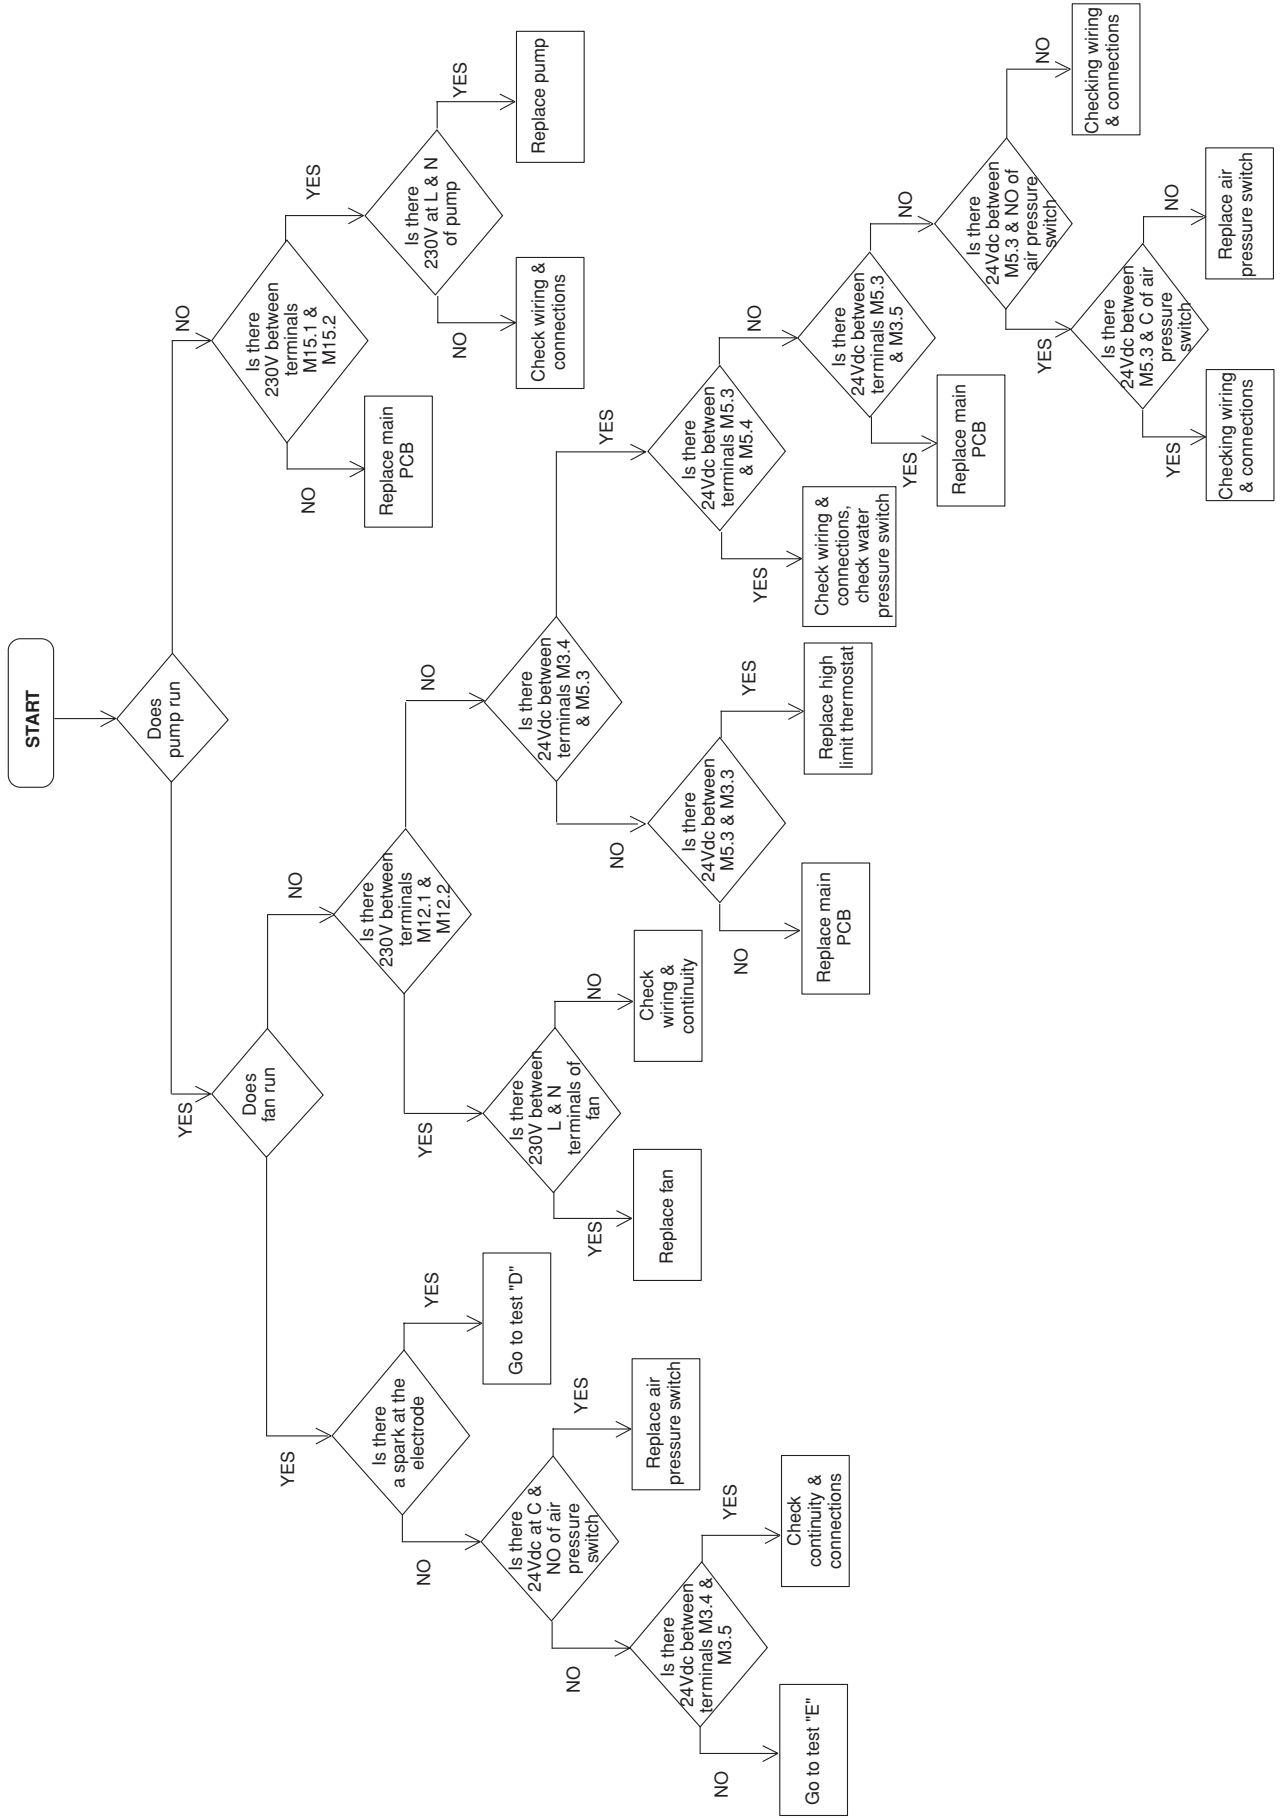 START
Does
pump run
YES
NO
Does
fan run
Is there
230V between
terminals
M15.1 &
M15.2
YES
NO
NO
YES
Is there
a spark at the
electrode
Is there
230V between
terminals
M12.1 &
M12.2
Replace main
PCB
Is there
230V at L & N
of pump
NO
YES
YES
NO
NO
YES
Is there
24Vdc at C &
NO of air
pressure
switch
Go to test "D"
Is there
230V between
L & N
terminals of
fan
Is there
24Vdc between
terminals M3.4
& M5.3
Check wiring &
connections
Replace pump
NO
YES
YES
NO
NO
YES
Is there
24Vdc between
terminals M3.4 &
M3.5
Replace air
pressure switch
Replace fan
Check
wiring &
continuity
Is there
24Vdc between
M5.3 & M3.3
Is there
24Vdc between
terminals M5.3
& M5.4
NO
YES
NO
YES
YES
NO
Go to test "E"
Check
continuity &
connections
Replace main
PCB
Replace high
limit thermostat
Check wiring &
connections,
check water
pressure switch
Is there
24Vdc between
terminals M5.3
& M3.5
YES
NO
Replace main
PCB
Is there
24Vdc between
M5.3 & NO of
air pressure
switch
YES
NO
Is there
24Vdc between
M5.3 & C of air
pressure
switch
Checking wiring
& connections
YES
NO
Checking wiring
& connections
Replace air
pressure switch